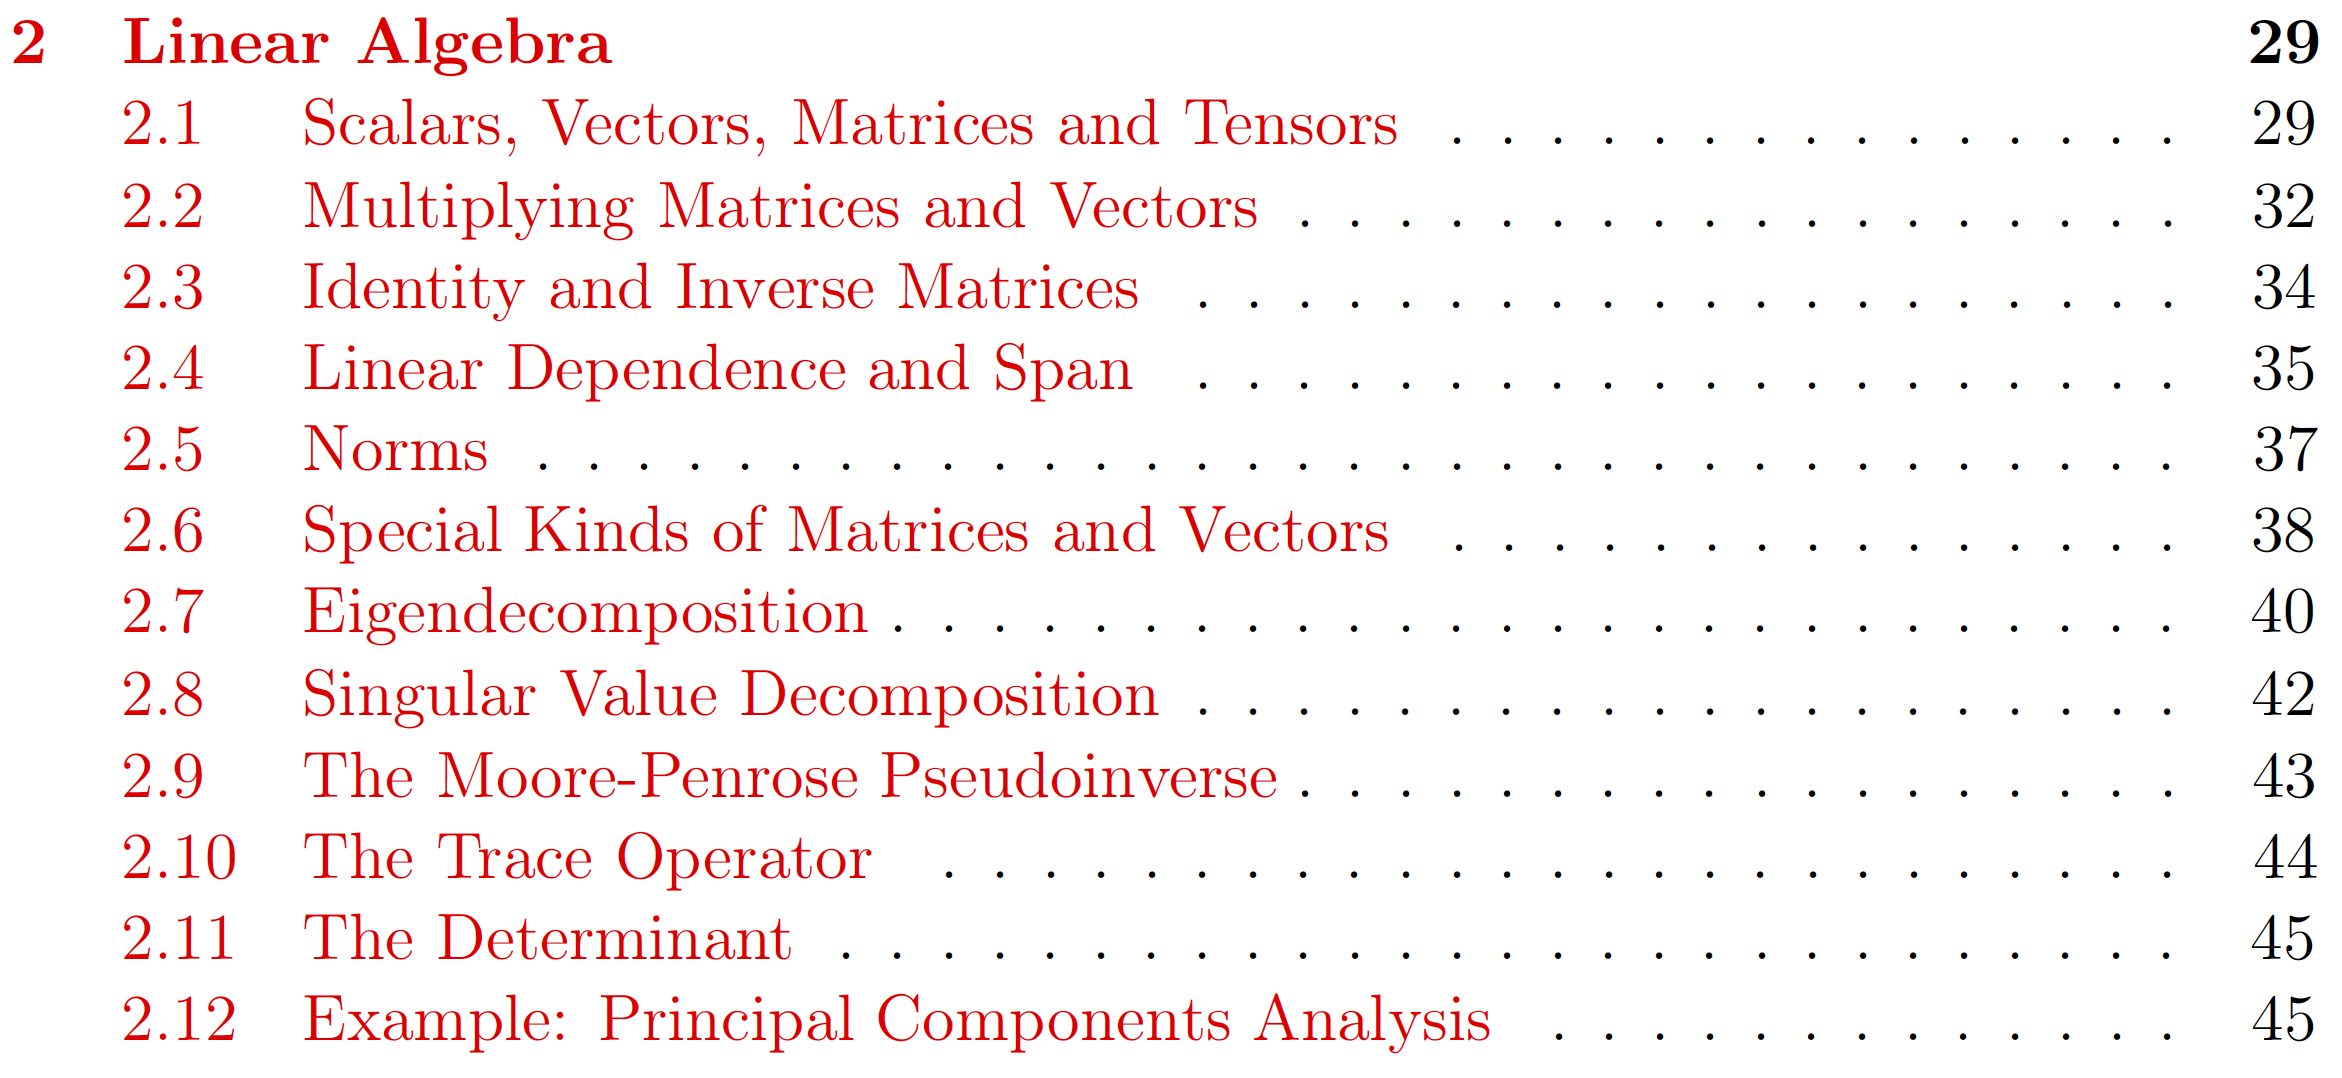 2 Linear Algebra 29
2.1 Scalars, Vectors, Matrices and Tensors . . . . . . . . . . . . . . . 29
2.2 Multiplying Matrices and Vectors . . . . . . . . . . . . . . . . . . 32
2.3 Identity and Inverse Matrices . . . . . . . . . . . . . . . . . . . . 34
2.4 Linear Dependence and Span . . . . . . . . . . . . . . . . . . . . 35
2.5 Norms . . . . . . . . . . . . . . . . . . . . . . . . . . . . . . . . . 37
2.6 Special Kinds of Matrices and Vectors . . . . . . . . . . . . . . . 38
2.7 Eigendecomposition . . . . . . . . . . . . . . . . . . . . . . . . . . 40
2.8 Singular Value Decomposition . . . . . . . . . . . . . . . . . . . . 42
2.9 The Moore-Penrose Pseudoinverse . . . . . . . . . . . . . . . . . . 43
2.10 The Trace Operator . . . . . . . . . . . . . . . . . . . . . . . . . 44
2.11 The Determinant . . . . . . . . . . . . . . . . . . . . . . . . . . . 45
2.12 Example: Principal Components Analysis . . . . . . . . . . . . . 45